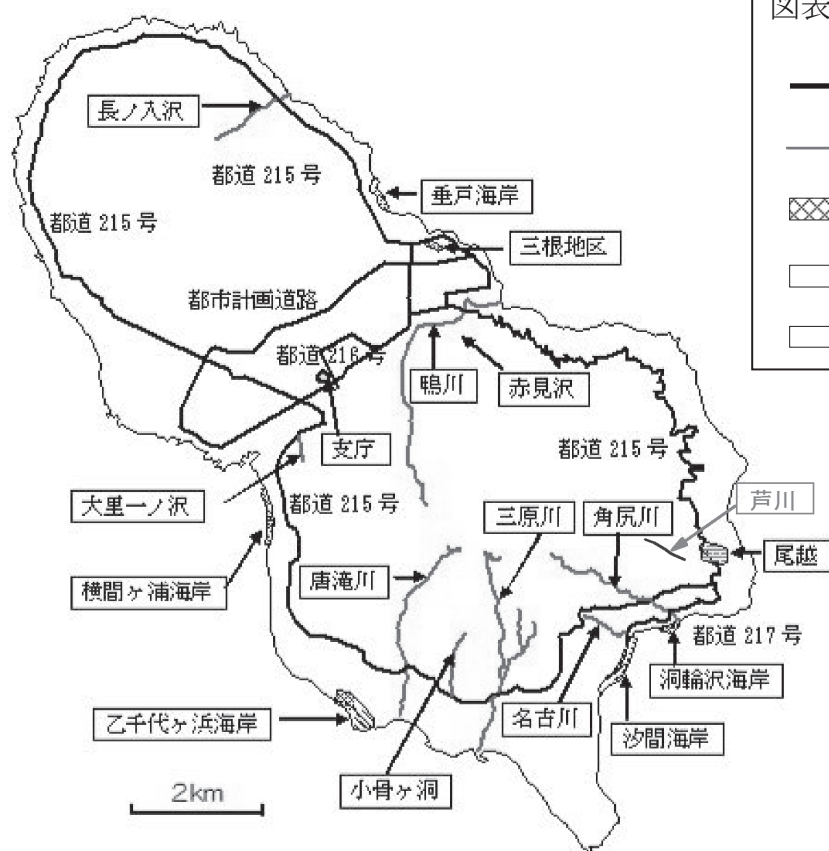 図表
長ノ入沢
都道 215 号
垂戸海岸
都道 215 号
三根地区
都市計画道路
都道 216 号
鴨川
赤見沢
支庁
都道 215 号
大里一ノ沢
都道 215 号
三原川
角尻川
芦川
尾越
横間ヶ浦海岸
唐滝川
都道 217 号
洞輪沢海岸
乙千代ヶ浜海岸
名古川
汐間海岸
小骨ヶ洞
2km